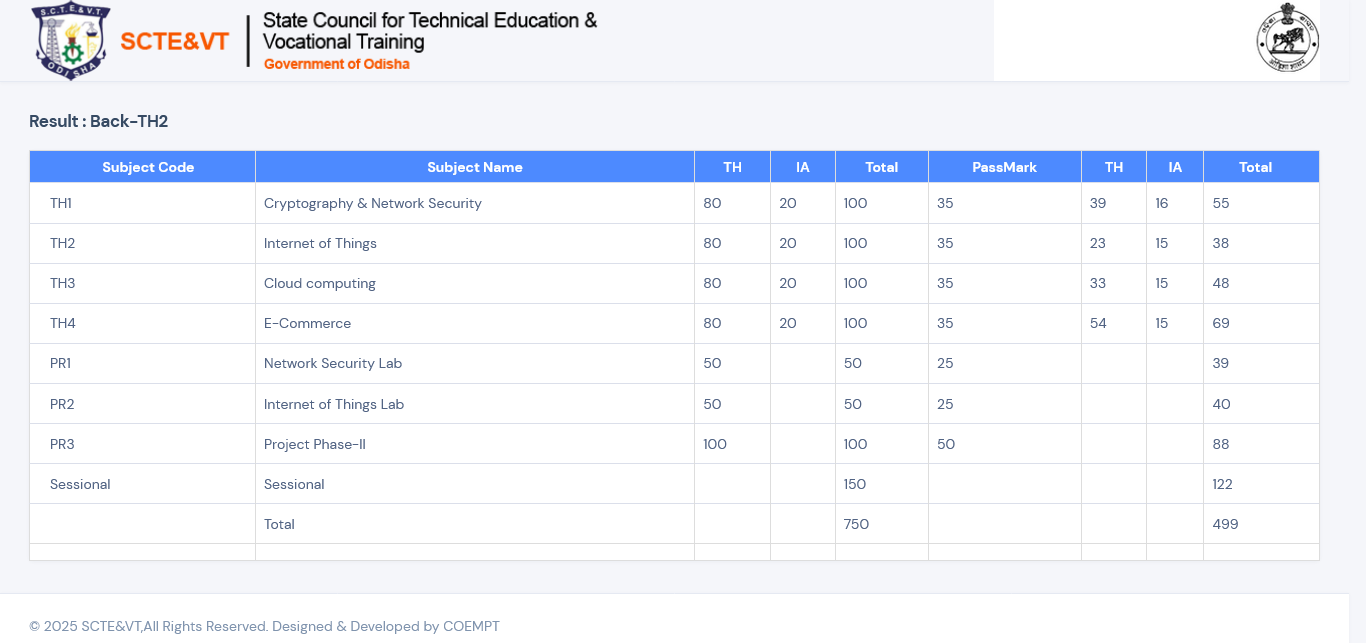 S.C.T.E.&V.T.
ODISHA
SCTE&VT
State Council for Technical Education &
Vocational Training
Government of Odisha
Result : Back-TH2
Subject Code Subject Name TH IA Total PassMark TH IA Total
TH1 Cryptography & Network Security 80 20 100 35 39 16 55
TH2 Internet of Things 80 20 100 35 23 15 38
TH3 Cloud computing 80 20 100 35 33 15 48
TH4 E-Commerce 80 20 100 35 54 15 69
PR1 Network Security Lab 50 50 25 39
PR2 Internet of Things Lab 50 50 25 40
PR3 Project Phase-II 100 100 50 88
Sessional Sessional 150 122
Total 750 499
© 2025 SCTE&VT,All Rights Reserved. Designed & Developed by COEMPT